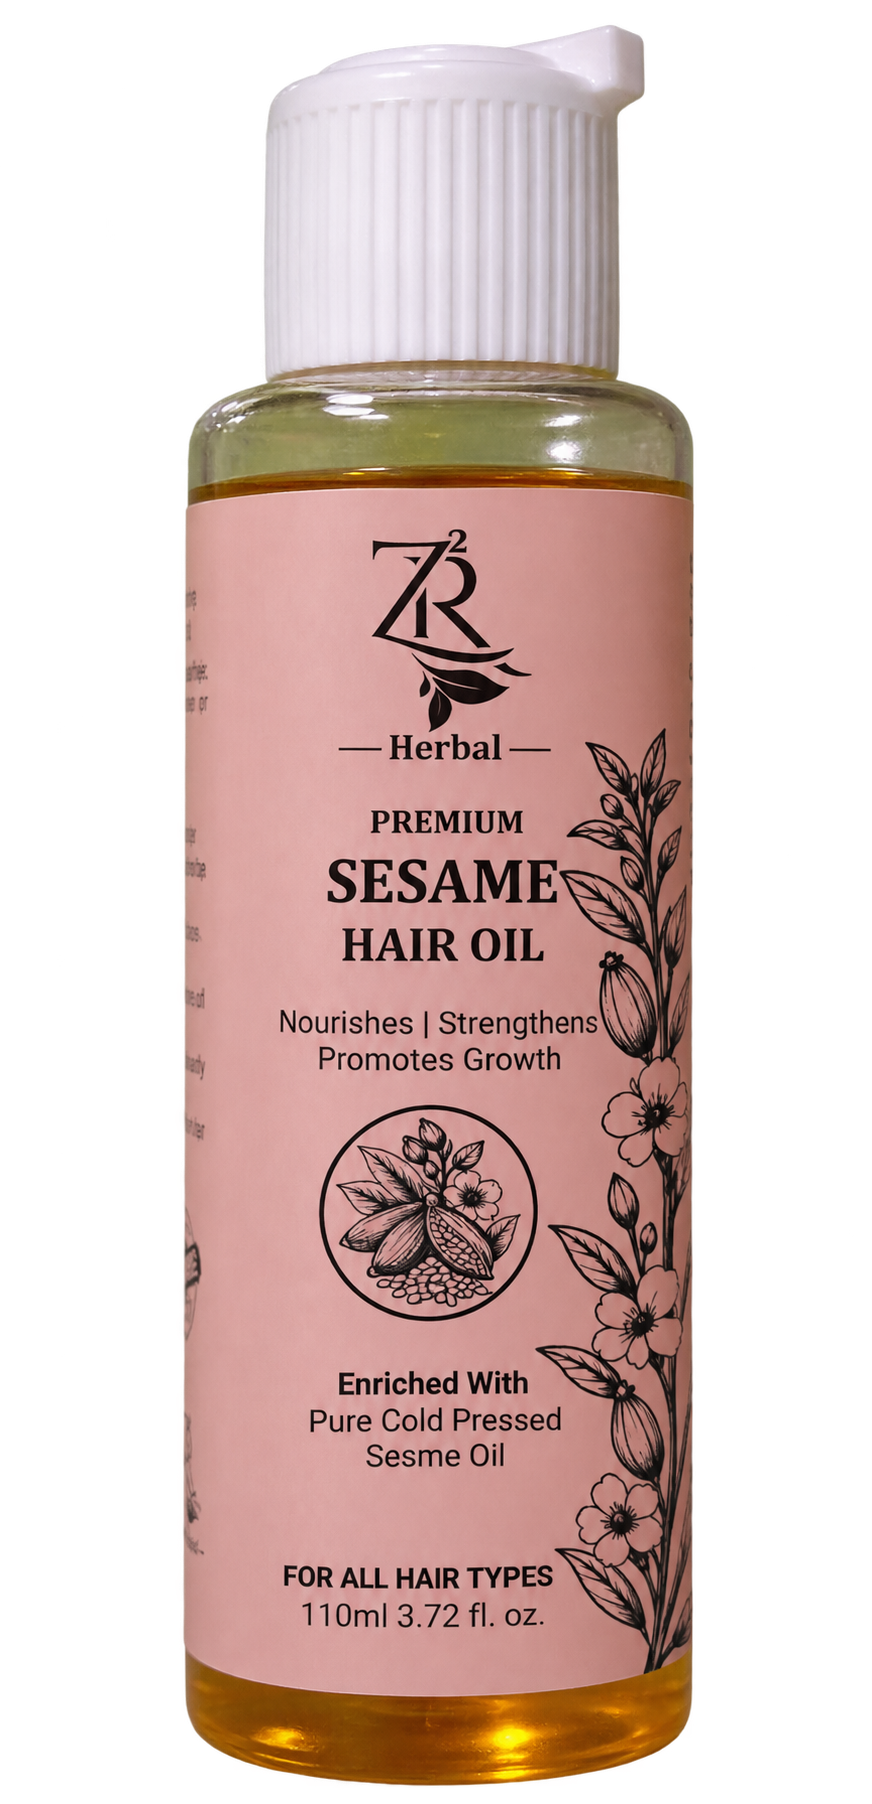 ZR²
Herbal
PREMIUM
SESAME
HAIR OIL
Nourishes | Strengthens
Promotes Growth
Enriched With
Pure Cold Pressed
Sesme Oil
FOR ALL HAIR TYPES
110ml 3.72 fl. oz.